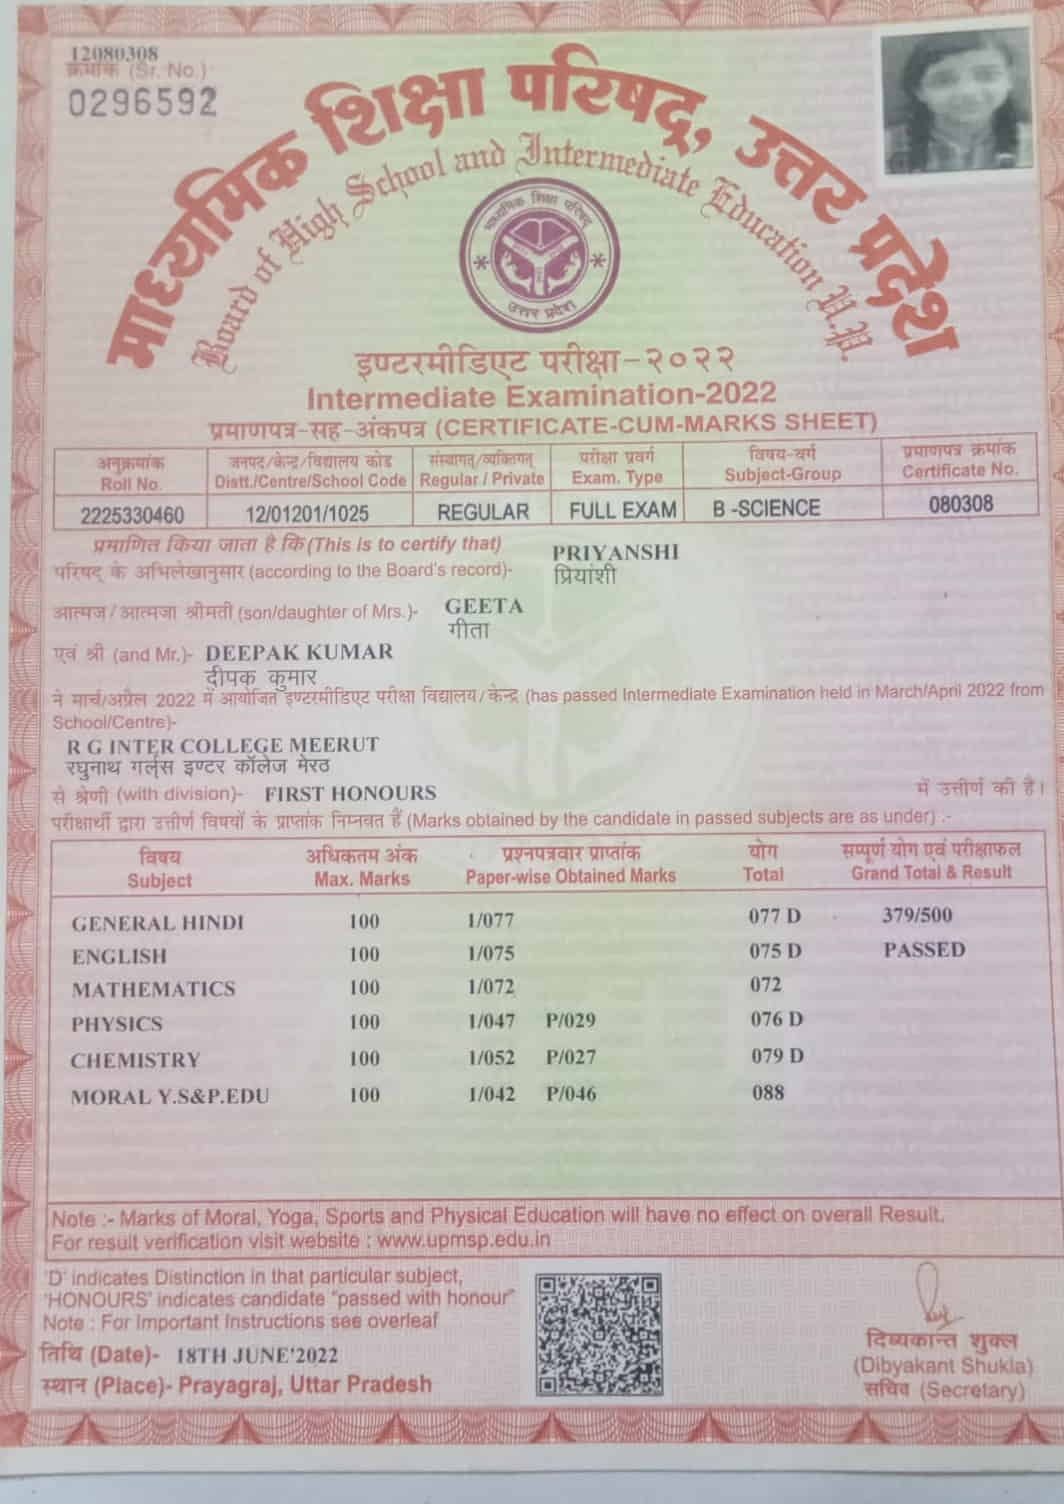 12080308
क्रमांक (Sr. No.)
0296592
माध्यमिक शिक्षा परिषद्, उत्तर प्रदेश
Board of High School and Intermediate Education U.P.
माध्यमिक शिक्षा परिषद्
उत्तर प्रदेश
इण्टरमीडिएट परीक्षा-२०२२
Intermediate Examination-2022
प्रमाणपत्र-सह-अंकपत्र (CERTIFICATE-CUM-MARKS SHEET)
अनुक्रमांक जनपद/केन्द्र/विद्यालय कोड संस्थागत/व्यक्तिगत परीक्षा प्रवर्ग विषय-वर्ग प्रमाणपत्र क्रमांक
Roll No. Distt./Centre/School Code Regular / Private Exam. Type Subject-Group Certificate No.
2225330460 12/01201/1025 REGULAR FULL EXAM B -SCIENCE 080308
प्रमाणित किया जाता है कि (This is to certify that) PRIYANSHI
परिषद के अभिलेखानुसार (according to the Board's record)- प्रियांशी
आत्मज/आत्मजा श्रीमती (son/daughter of Mrs.)- GEETA
गीता
एवं श्री (and Mr.)- DEEPAK KUMAR
दीपक कुमार
ने मार्च/अप्रैल 2022 में आयोजित इण्टरमीडिएट परीक्षा विद्यालय/केन्द्र (has passed Intermediate Examination held in March/April 2022 from
School/Centre)-
R G INTER COLLEGE MEERUT
रघुनाथ गर्ल्स इण्टर कॉलेज मेरठ
से श्रेणी (with division)- FIRST HONOURS में उत्तीर्ण की है।
परीक्षार्थी द्वारा उत्तीर्ण विषयों के प्राप्तांक निम्नवत हैं (Marks obtained by the candidate in passed subjects are as under) :-
विषय अधिकतम अंक प्रश्नपत्रवार प्राप्तांक योग सम्पूर्ण योग एवं परीक्षाफल
Subject Max. Marks Paper-wise Obtained Marks Total Grand Total & Result
GENERAL HINDI 100 1/077 077 D 379/500
ENGLISH 100 1/075 075 D PASSED
MATHEMATICS 100 1/072 072
PHYSICS 100 1/047 P/029 076 D
CHEMISTRY 100 1/052 P/027 079 D
MORAL Y.S&P.EDU 100 1/042 P/046 088
Note :- Marks of Moral, Yoga, Sports and Physical Education will have no effect on overall Result.
For result verification visit website : www.upmsp.edu.in
'D' indicates Distinction in that particular subject,
'HONOURS' indicates candidate "passed with honour"
Note : For Important Instructions see overleaf
तिथि (Date)- 18TH JUNE'2022
स्थान (Place)- Prayagraj, Uttar Pradesh
दिब्यकान्त शुक्ल
(Dibyakant Shukla)
सचिव (Secretary)